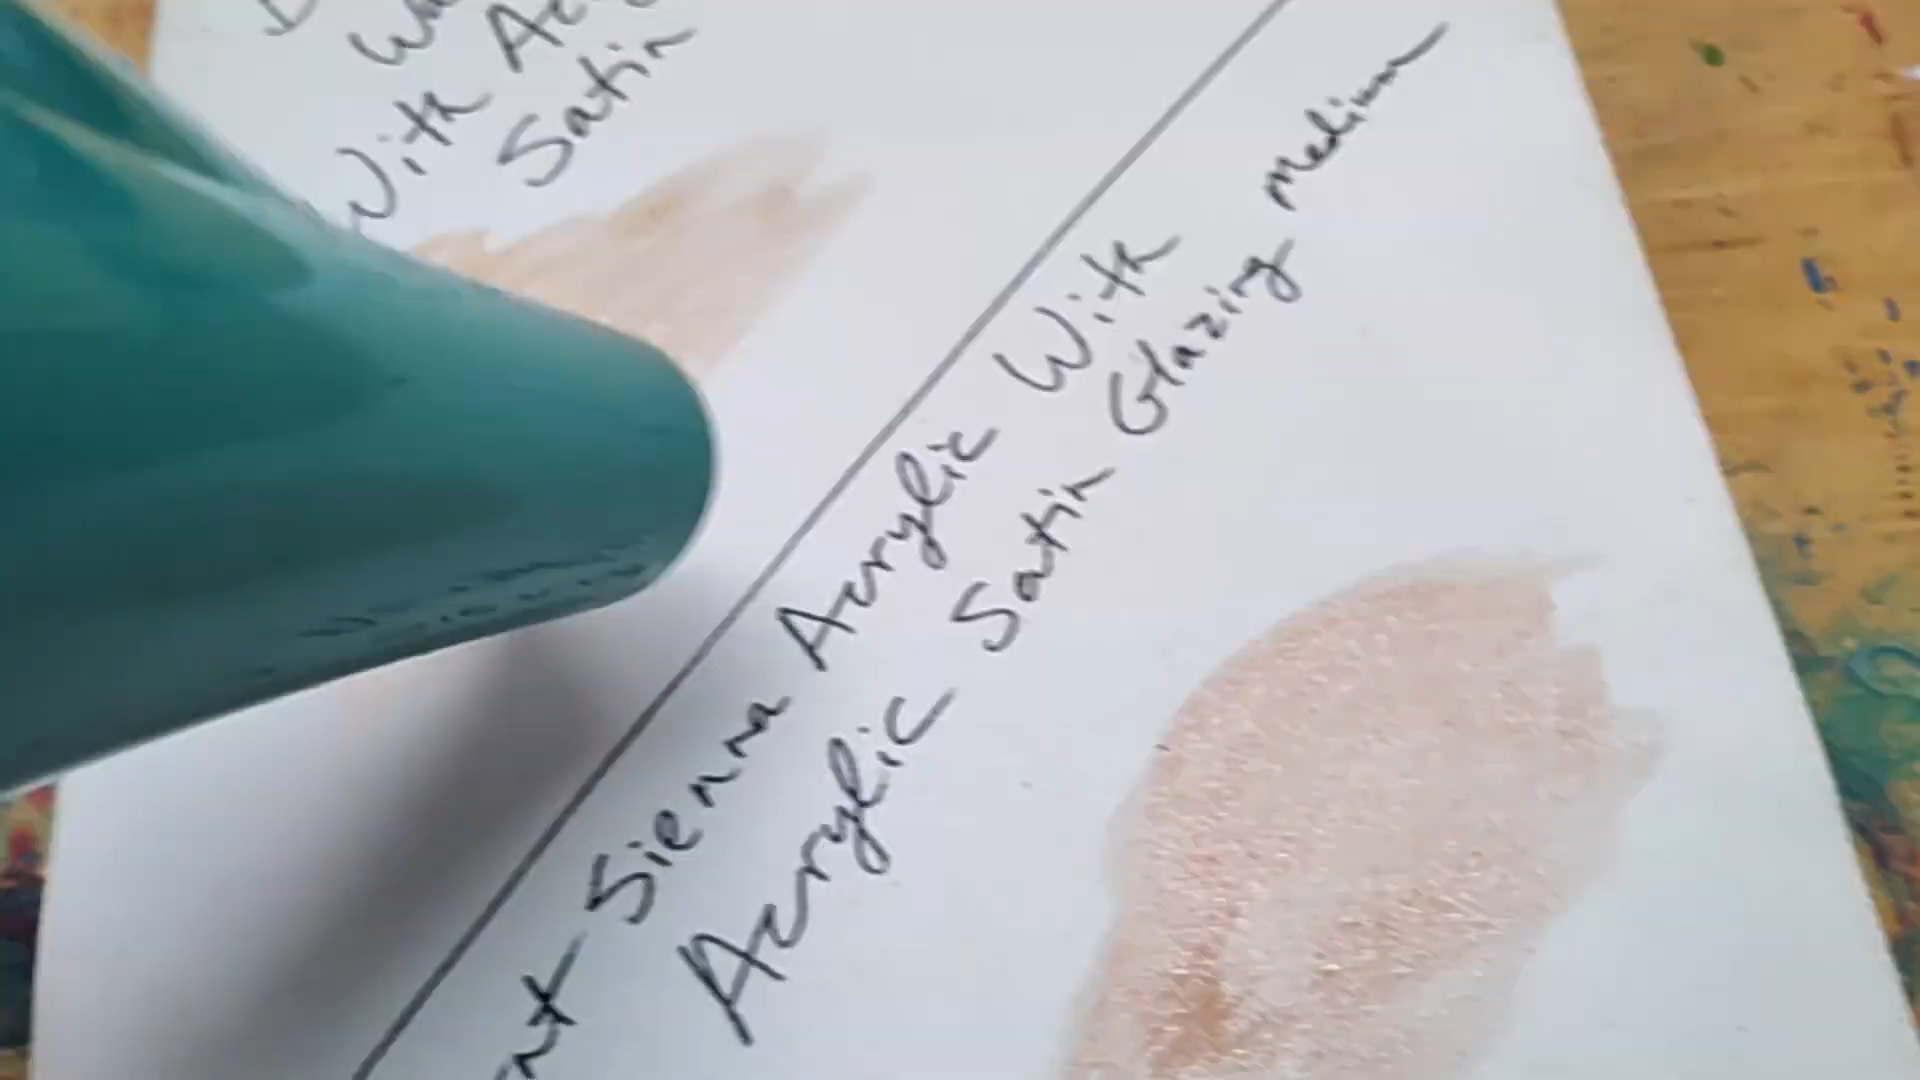 With
Satin
Sienna Acrylic With
Acrylic Satin Glazing Medium